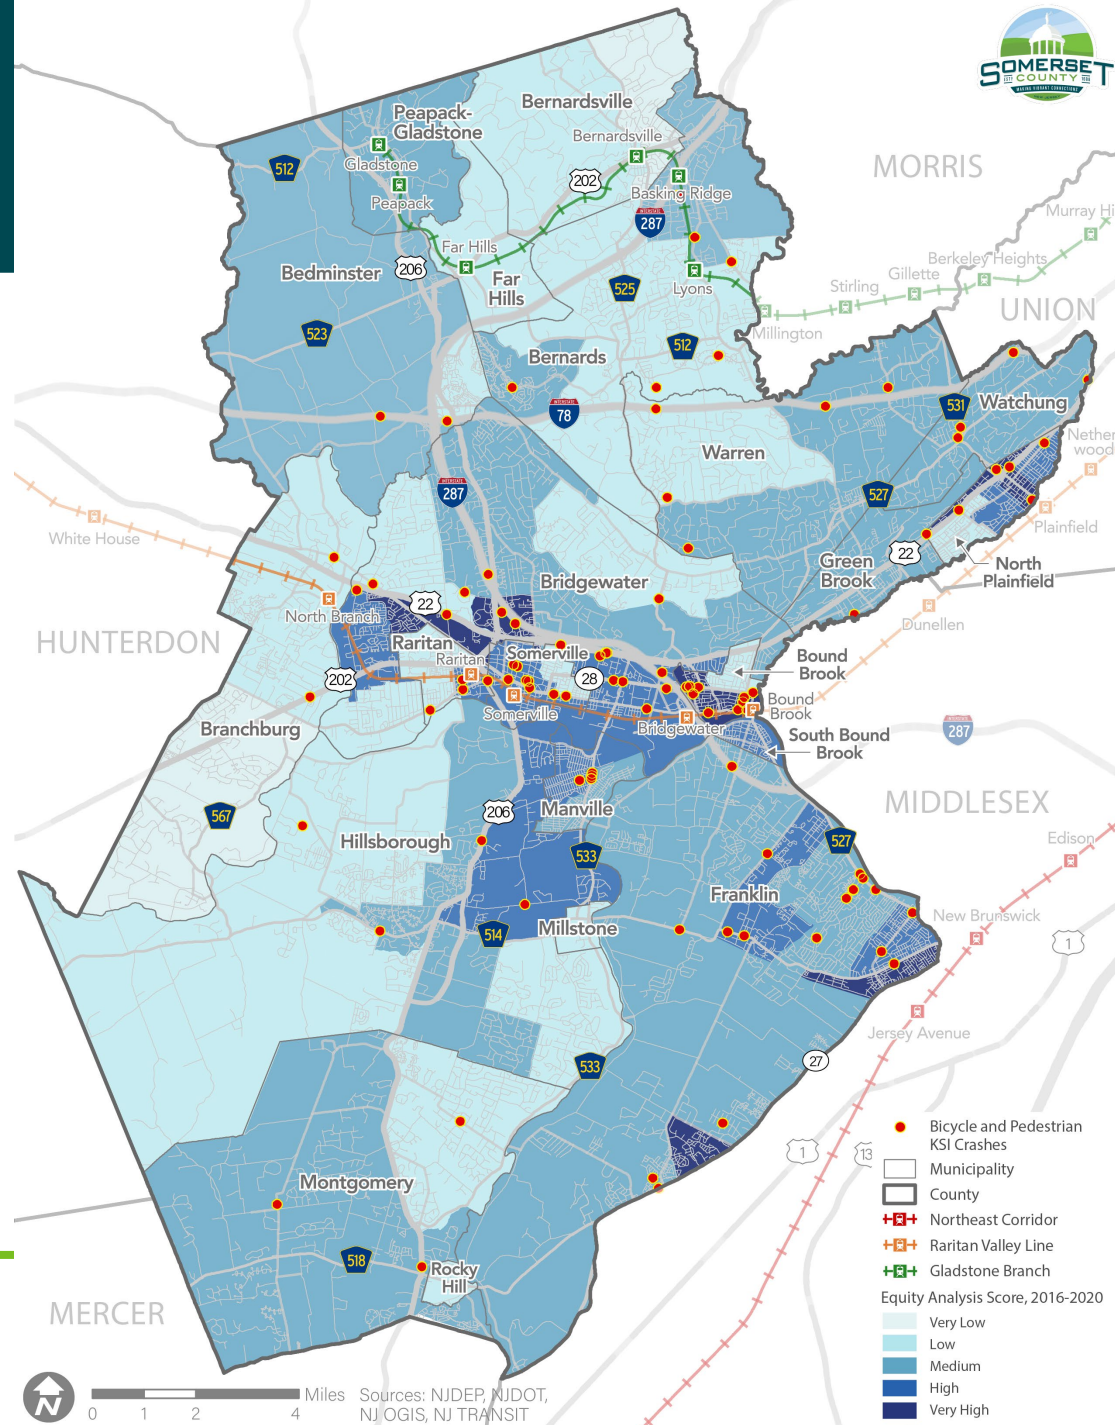 SOMERSET
COUNTY
MAKING VIBRANT CONNECTIONS
Bernardsville
Peapack-
Gladstone
Bernardsville
MORRIS
512
Gladstone
202
Basking Ridge
Peapack
287
Murray Hi
Far Hills
Berkeley Heights
Bedminster
206
Far
Hills
Gillette
525
Lyons
Stirling
UNION
523
Millington
512
Bernards
78
531
Watchung
Nether
wood
Warren
287
527
Plainfield
White House
22
Green
Brook
North
Plainfield
Bridgewater
22
North Branch
Dunellen
HUNTERDON
Raritan
Raritan
Somerville
Bound
Brook
202
28
Bound
Brook
Somerville
Branchburg
Bridgewater
South Bound
Brook
287
206
Manville
MIDDLESEX
567
Hillsborough
527
Edison
533
Franklin
New Brunswick
514
Millstone
1
Jersey Avenue
533
27
1
13
Montgomery
518
Rocky
Hill
MERCER
Bicycle and Pedestrian
KSI Crashes
Municipality
County
Northeast Corridor
Raritan Valley Line
Gladstone Branch
Equity Analysis Score, 2016-2020
Very Low
Low
Medium
High
Very High
N
Miles
0 1 2 4
Sources: NJDEP, NJDOT,
NJ OGIS, NJ TRANSIT